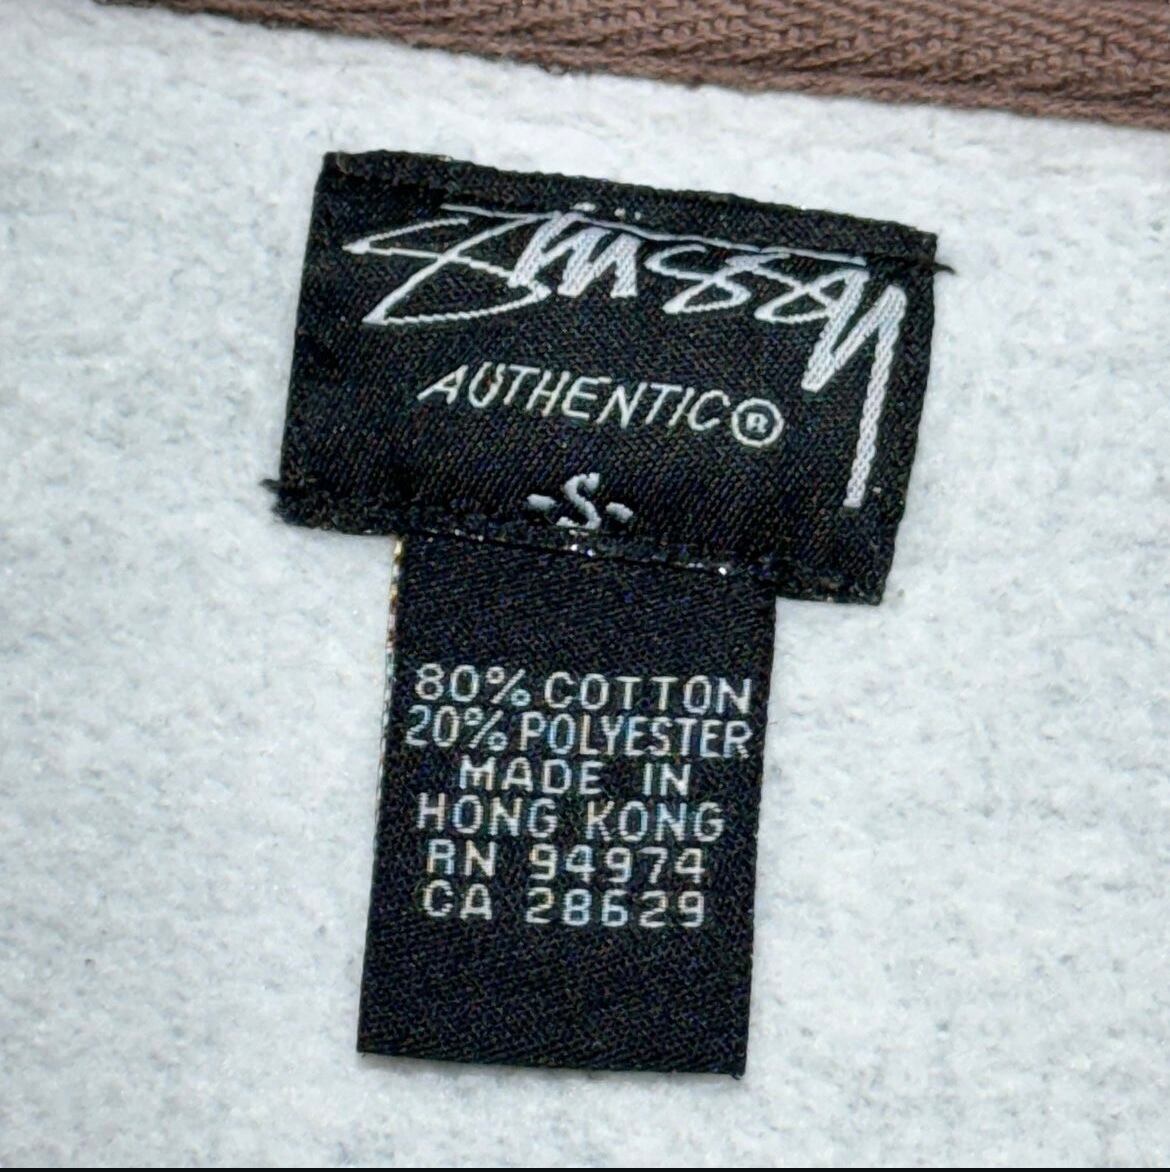 Stüssy
AUTHENTIC®
-S-
80% COTTON
20% POLYESTER
MADE IN
HONG KONG
RN 94974
CA 28629